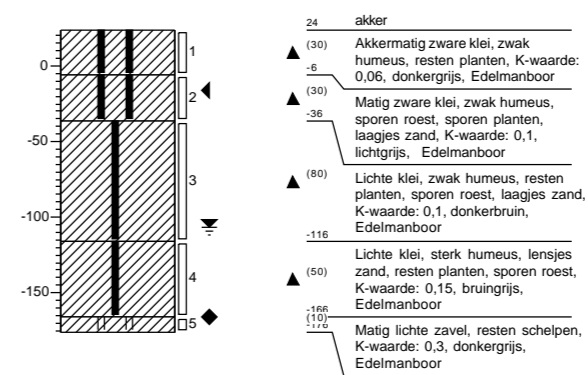 0
-50
-100
-150
1
2
3
4
5
24
akker
(30)
Akkermatig zware klei, zwak
humeus, resten planten, K-waarde:
0,06, donkergrijs, Edelmanboor
-6
(30)
Matig zware klei, zwak humeus,
sporen roest, sporen planten,
laagjes zand, K-waarde: 0,1,
lichtgrijs, Edelmanboor
-36
(80)
Lichte klei, zwak humeus, resten
planten, sporen roest, laagjes zand,
K-waarde: 0,1, donkerbruin,
Edelmanboor
-116
(50)
Lichte klei, sterk humeus, lensjes
zand, resten planten, sporen roest,
K-waarde: 0,15, bruingrijs,
Edelmanboor
-166
(10)
-176
Matig lichte zavel, resten schelpen,
K-waarde: 0,3, donkergrijs,
Edelmanboor